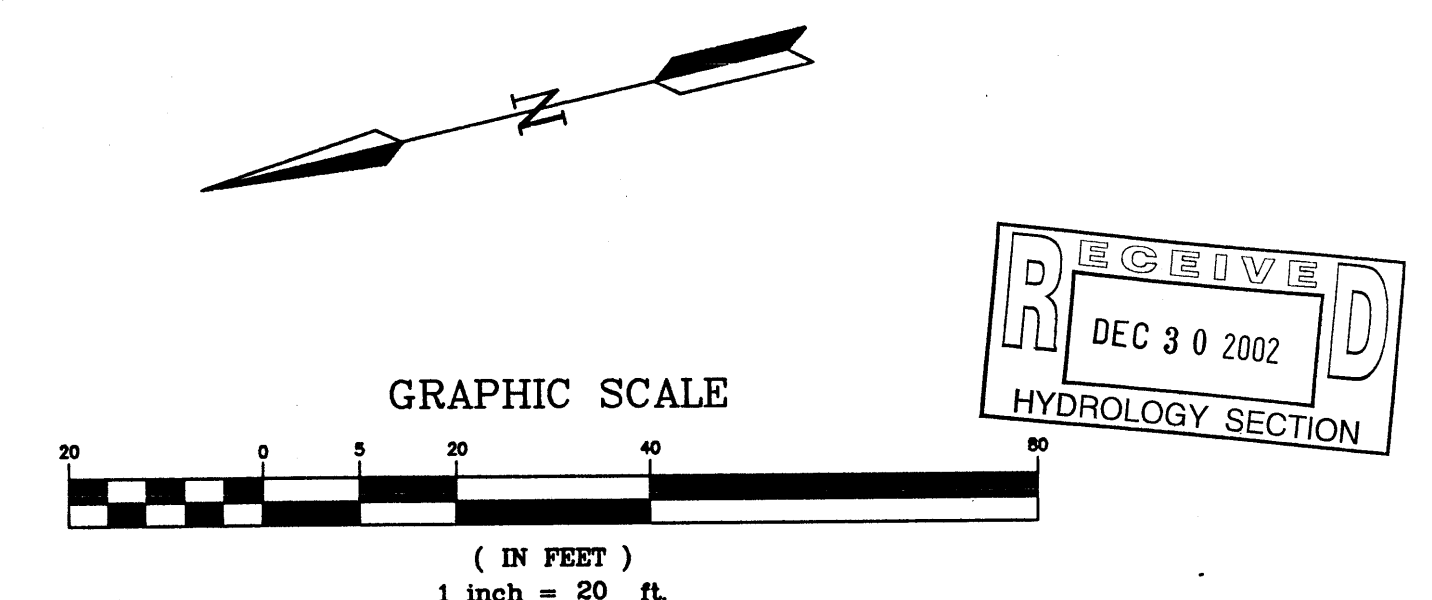 N
RECEIVED
DEC 30 2002
HYDROLOGY SECTION
GRAPHIC SCALE
20 0 5 20 40 80
( IN FEET )
1 inch = 20 ft.